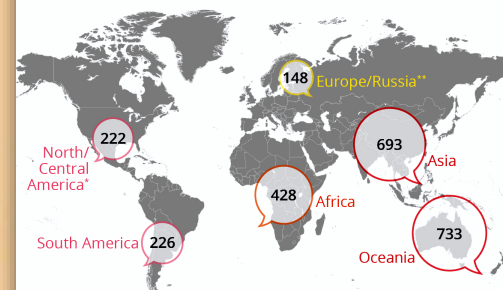 148
Europe/Russia**
222
North/
Central
America*
693
Asia
428
Africa
South America
226
733
Oceania